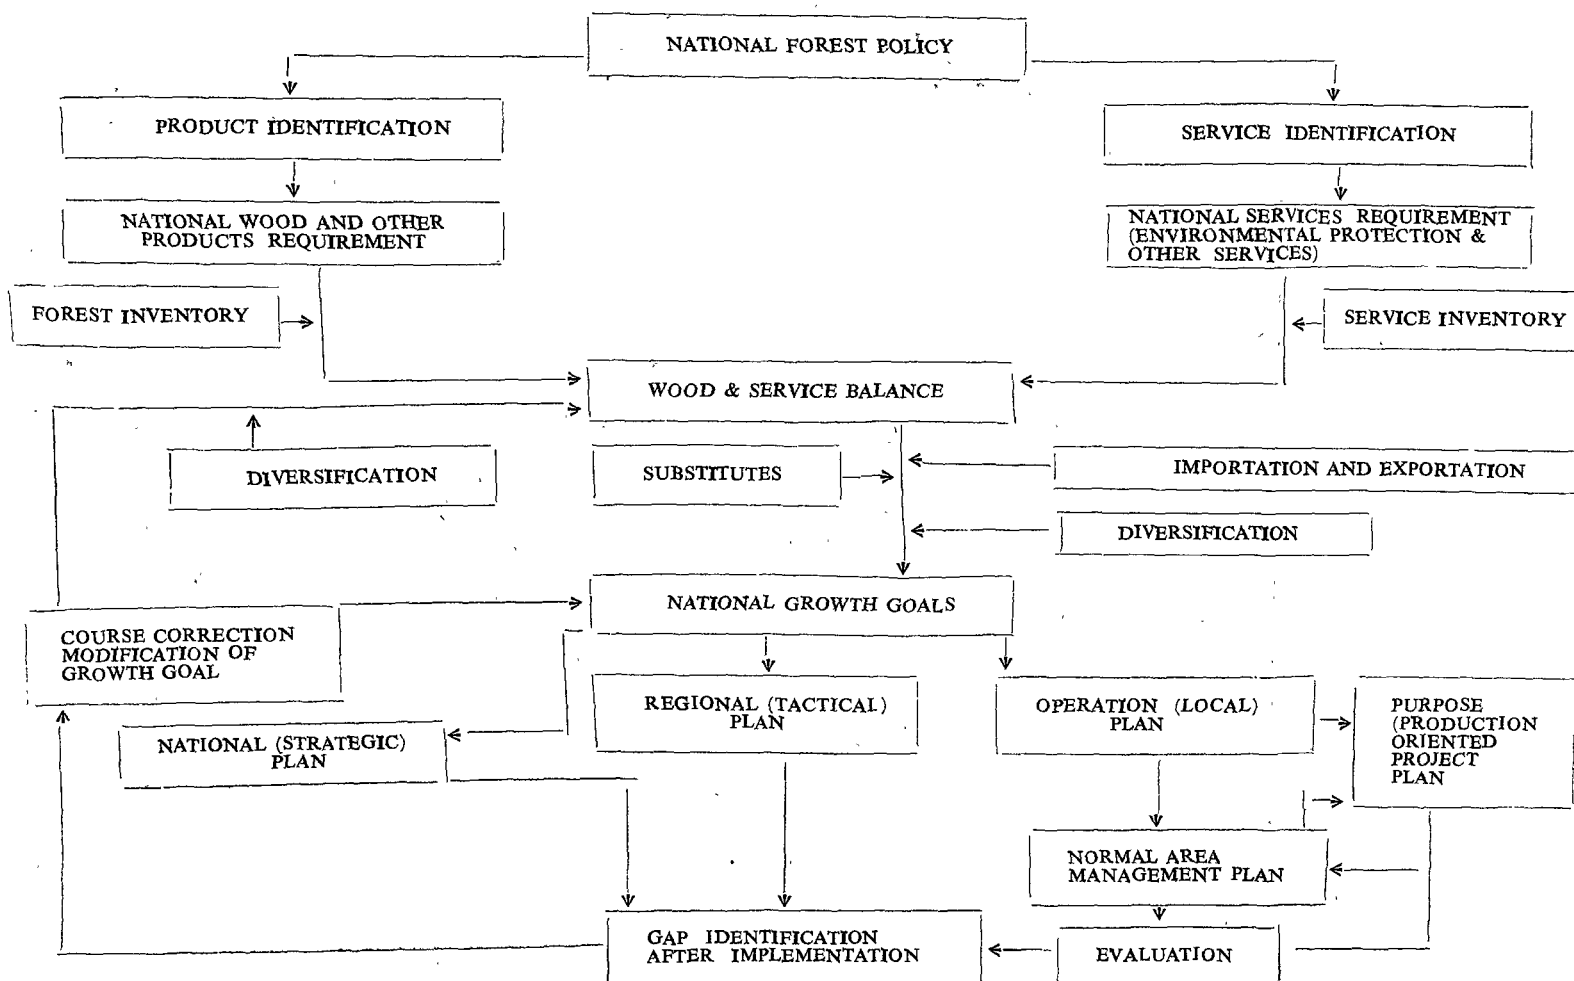 NATIONAL FOREST POLICY
PRODUCT IDENTIFICATION
SERVICE IDENTIFICATION
NATIONAL WOOD AND OTHER
PRODUCTS REQUIREMENT
NATIONAL SERVICES REQUIREMENT
(ENVIRONMENTAL PROTECTION &
OTHER SERVICES)
FOREST INVENTORY
SERVICE INVENTORY
WOOD & SERVICE BALANCE
DIVERSIFICATION
SUBSTITUTES
IMPORTATION AND EXPORTATION
DIVERSIFICATION
NATIONAL GROWTH GOALS
COURSE CORRECTION
MODIFICATION OF
GROWTH GOAL
REGIONAL (TACTICAL)
PLAN
OPERATION (LOCAL)
PLAN
PURPOSE
(PRODUCTION
ORIENTED
PROJECT
PLAN
NATIONAL (STRATEGIC)
PLAN
NORMAL AREA
MANAGEMENT PLAN
GAP IDENTIFICATION
AFTER IMPLEMENTATION
EVALUATION